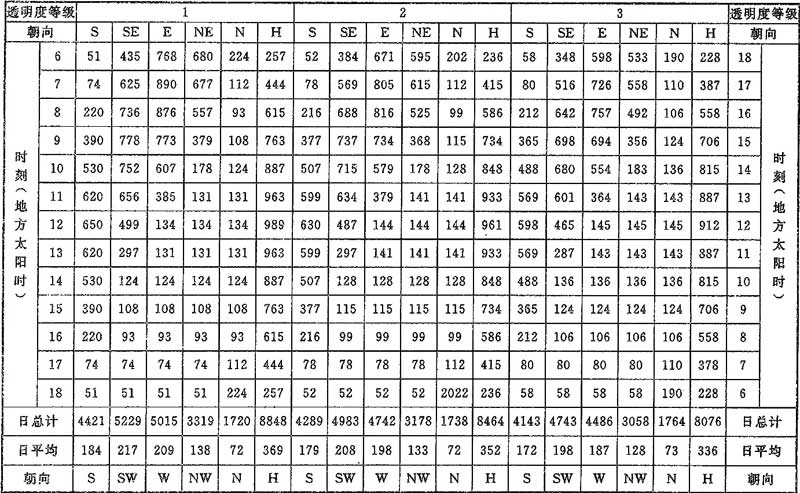 透明度等级 1 2 3 透明度等级
朝向 S SE E NE N H S SE E NE N H S SE E NE N H 朝向
时刻(地方太阳时) 时刻(地方太阳时)
6 51 435 768 680 224 257 52 384 671 595 202 236 58 348 598 533 190 228 18
7 74 625 890 677 112 444 78 569 805 615 112 415 80 516 726 558 110 387 17
8 220 736 876 557 93 615 216 688 816 525 99 586 212 642 757 492 106 558 16
9 390 778 773 379 108 763 377 737 734 368 115 734 365 698 694 356 124 706 15
10 530 752 607 178 124 887 507 715 579 178 128 848 488 680 554 183 136 815 14
11 620 656 385 131 131 963 599 634 379 141 141 933 569 601 364 143 143 887 13
12 650 499 134 134 134 989 630 487 144 144 144 961 598 465 145 145 145 912 12
13 620 297 131 131 131 963 599 297 141 141 141 933 569 287 143 143 143 387 11
14 530 124 124 124 124 887 507 128 128 128 128 848 488 136 136 136 136 815 10
15 390 108 108 108 108 763 377 115 115 115 115 734 365 124 124 124 124 706 9
16 220 93 93 93 93 615 216 99 99 99 99 586 212 106 106 106 106 558 8
17 74 74 74 74 112 444 78 78 78 78 112 415 80 80 80 80 110 378 7
18 51 51 51 51 224 257 52 52 52 52 2022 236 58 58 58 58 190 228 6
日总计 4421 5229 5015 3319 1720 8848 4289 4983 4742 3178 1738 8464 4143 4743 4486 3058 1764 8076 日总计
日平均 184 217 209 138 72 369 179 208 198 133 72 352 172 198 187 128 73 336 日平均
朝向 S SW W NW N H S SW W NW N H S SW W NW N H 朝向